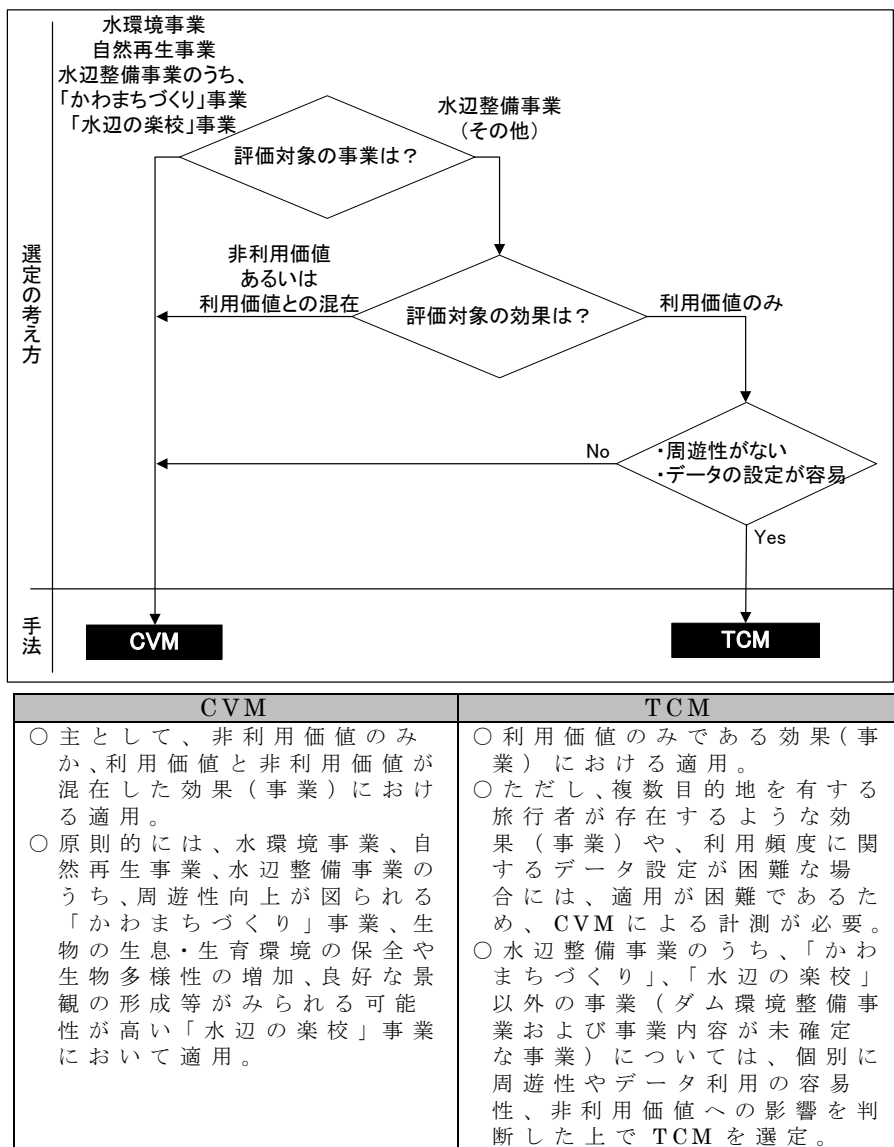 水環境事業
自然再生事業
水辺整備事業のうち、
「かわまちづくり」事業
「水辺の楽校」事業
水辺整備事業
（その他）
評価対象の事業は？
選定の考え方
非利用価値
あるいは
利用価値との混在
評価対象の効果は？
利用価値のみ
No
・周遊性がない
・データの設定が容易
Yes
手法
CVM
TCM
CVM
○主として、非利用価値のみ
か、利用価値と非利用価値が
混在した効果（事業）におけ
る適用。
○原則的には、水環境事業、自
然再生事業、水辺整備事業の
うち、周遊性向上が図られる
「かわまちづくり」事業、生
物の生息・生育環境の保全や
生物多様性の増加、良好な景
観の形成等がみられる可能
性が高い「水辺の楽校」事業
において適用。
TCM
○利用価値のみである効果（事
業）における適用。
○ただし、複数目的地を有する
旅行者が存在するような効
果（事業）や、利用頻度に関
するデータ設定が困難な場
合には、適用が困難であるた
め、CVMによる計測が必要。
○水辺整備事業のうち、「かわ
まちづくり」、「水辺の楽校」
以外の事業（ダム環境整備事
業および事業内容が未確定
な事業）については、個別に
周遊性やデータ利用の容易
性、非利用価値への影響を判
断した上でTCMを選定。